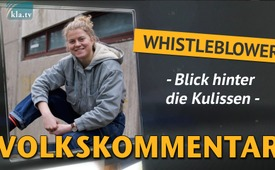 kla.tv
WHISTLEBLOWER
- Blick hinter
die Kulissen -
VOLKSKOMMENTAR